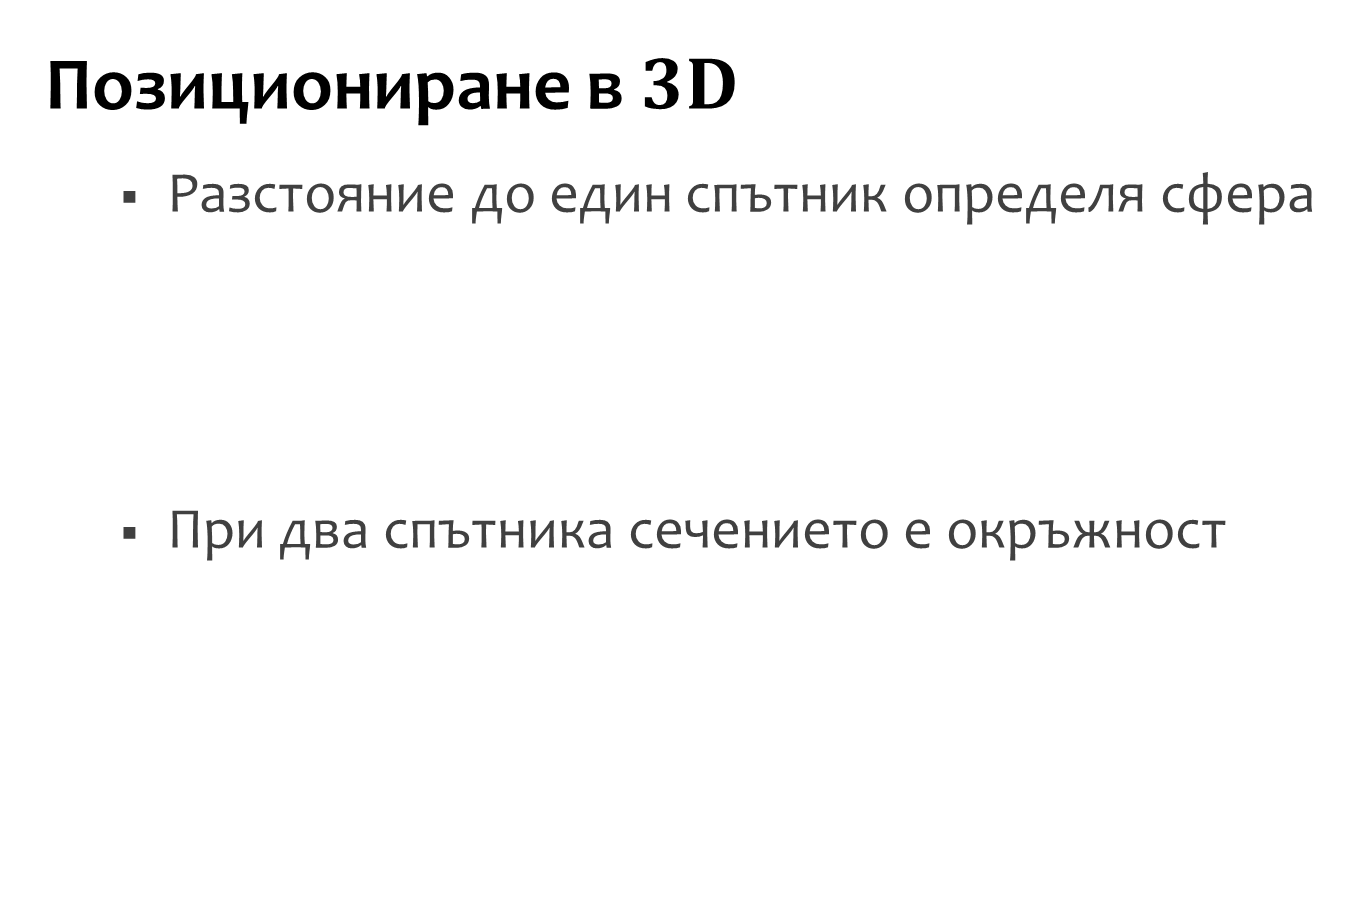 Позициониране в 3D
▪ Разстояние до един спътник определя сфера
▪ При два спътника сечението е окръжност